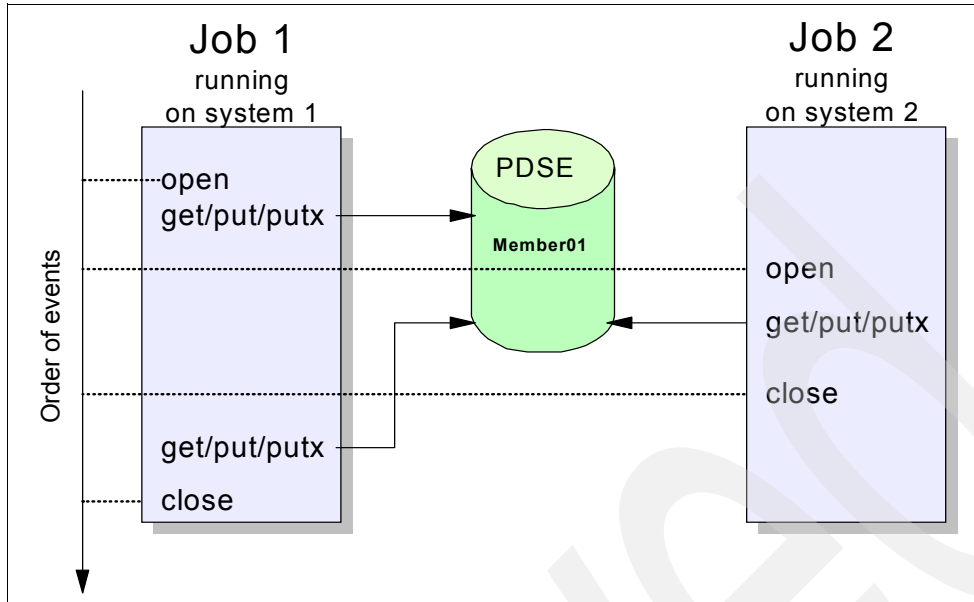 Job 1
running
on system 1
open
get/put/putx
get/put/putx
close
PDSE
Member01
Job 2
running
on system 2
open
get/put/putx
close
Order of events